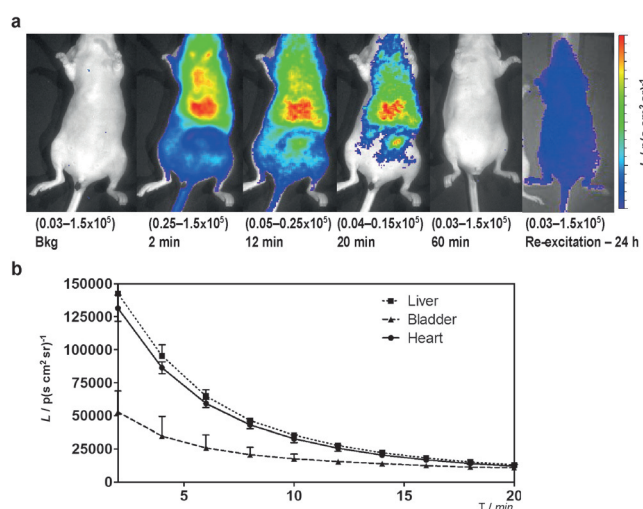 a
(0.03–1.5x10⁵)
Bkg
(0.25–1.5x10⁵)
2 min
(0.05–0.25x10⁵)
12 min
(0.04–0.15x10⁵)
20 min
(0.03–1.5x10⁵)
60 min
(0.03–1.5x10⁵)
Re-excitation – 24 h
b
150000
125000
100000
75000
50000
25000
0
L / p(s cm² sr)⁻¹
Liver
Bladder
Heart
5
10
15
20
T / min